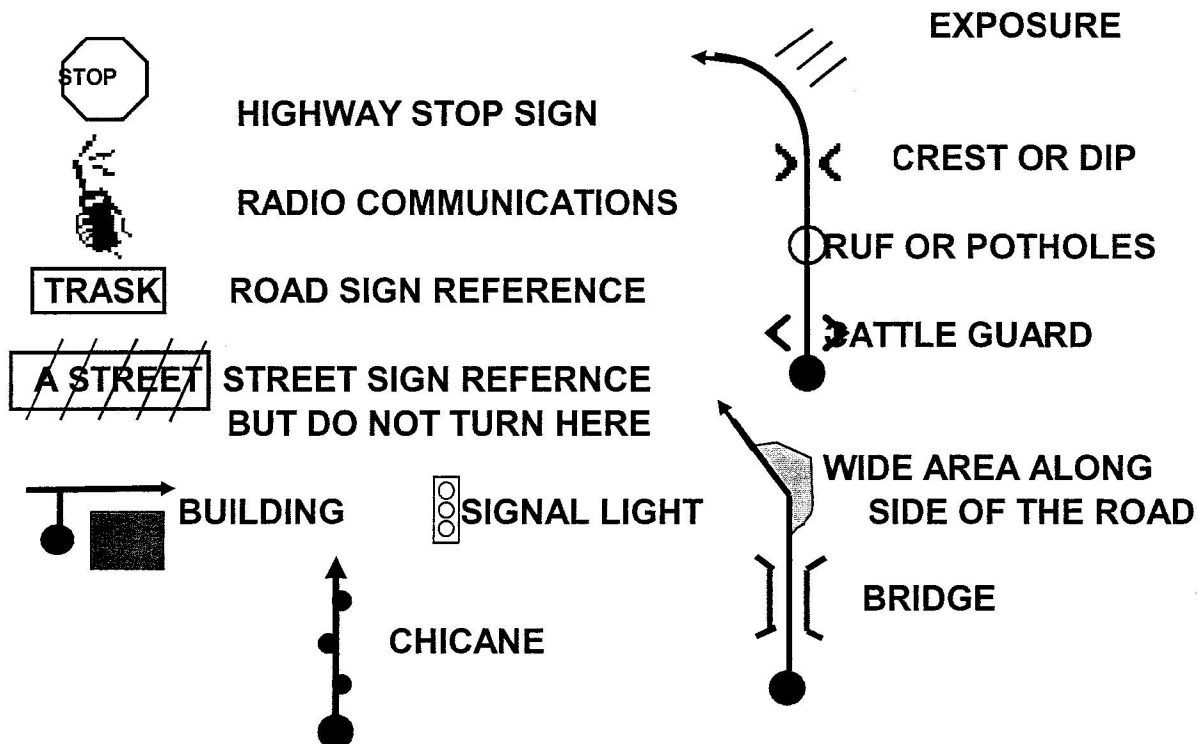 STOP
HIGHWAY STOP SIGN
RADIO COMMUNICATIONS
TRASK
ROAD SIGN REFERENCE
A STREET
STREET SIGN REFERNCE
BUT DO NOT TURN HERE
BUILDING
SIGNAL LIGHT
CHICANE
EXPOSURE
CREST OR DIP
RUF OR POTHOLES
CATTLE GUARD
WIDE AREA ALONG
SIDE OF THE ROAD
BRIDGE